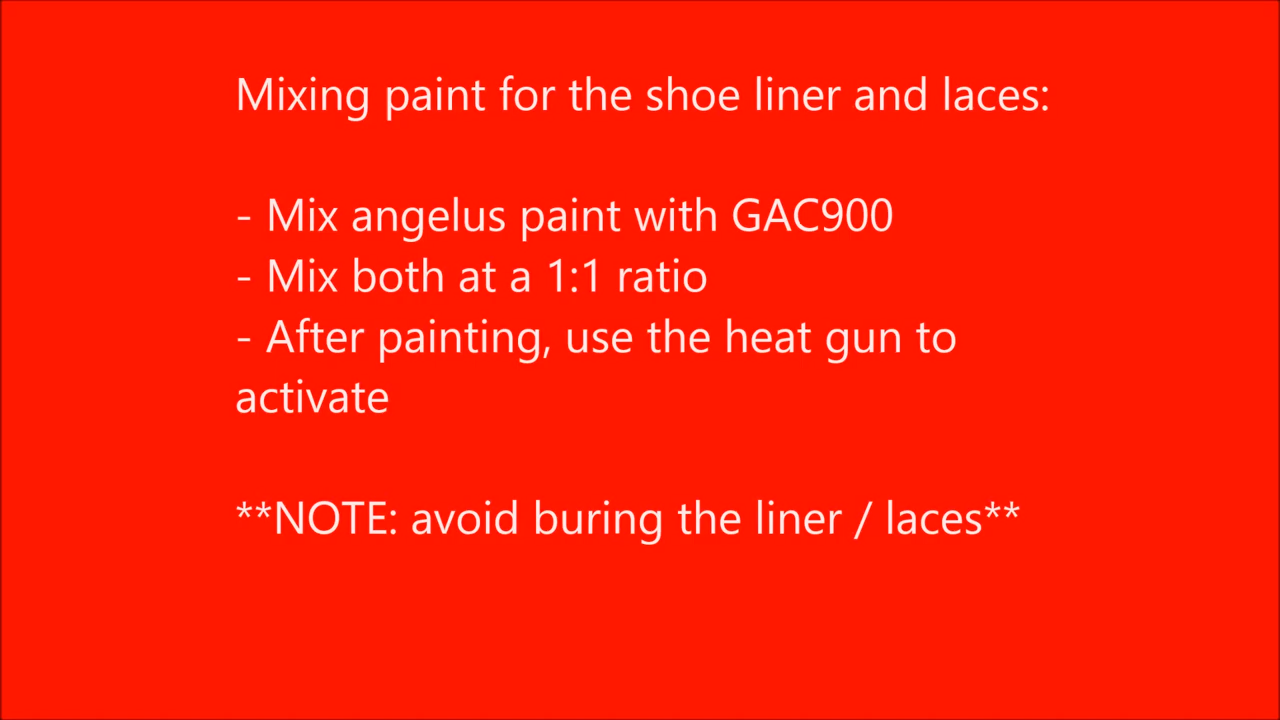 Mixing paint for the shoe liner and laces:
- Mix angelus paint with GAC900
- Mix both at a 1:1 ratio
- After painting, use the heat gun to
activate
**NOTE: avoid buring the liner / laces**